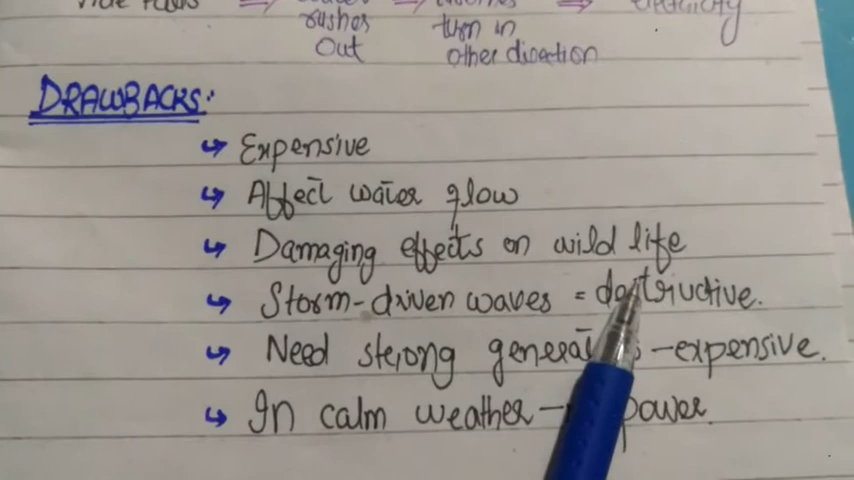 ⇒ ⇒ ⇒
rushes turn in
Out other direction
DRAWBACKS:
↳ Expensive
↳ Affect water flow
↳ Damaging effects on wild life
↳ Storm-driven waves = destructive.
↳ Need strong -expensive.
↳ In calm weather - power.